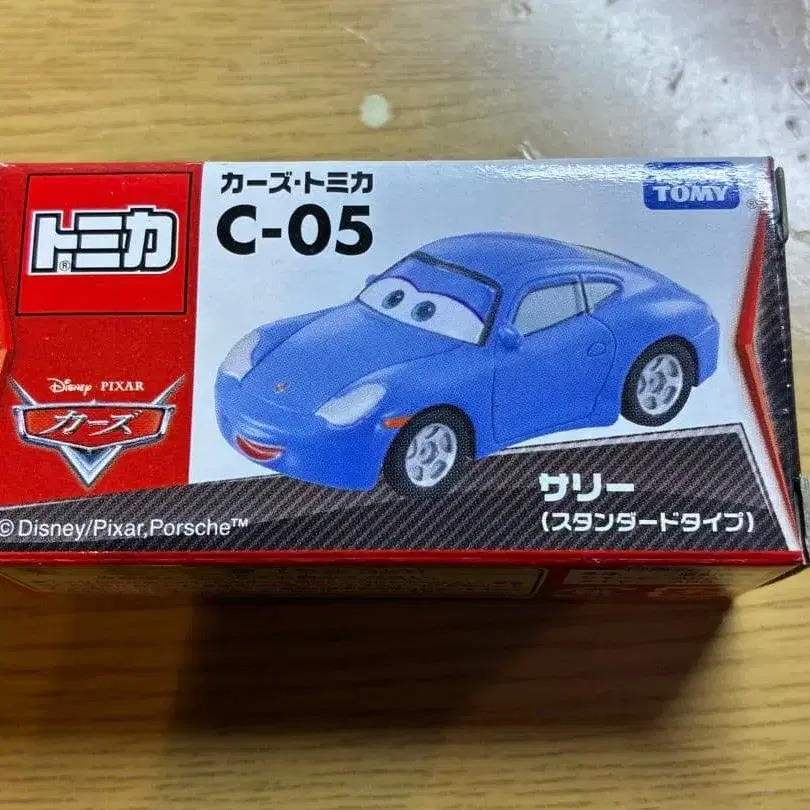 トミカ
®
カーズ・トミカ
C-05
TOMY
®
Disney・PIXAR
カーズ
サリー
(スタンダードタイプ)
©Disney/Pixar,Porsche™